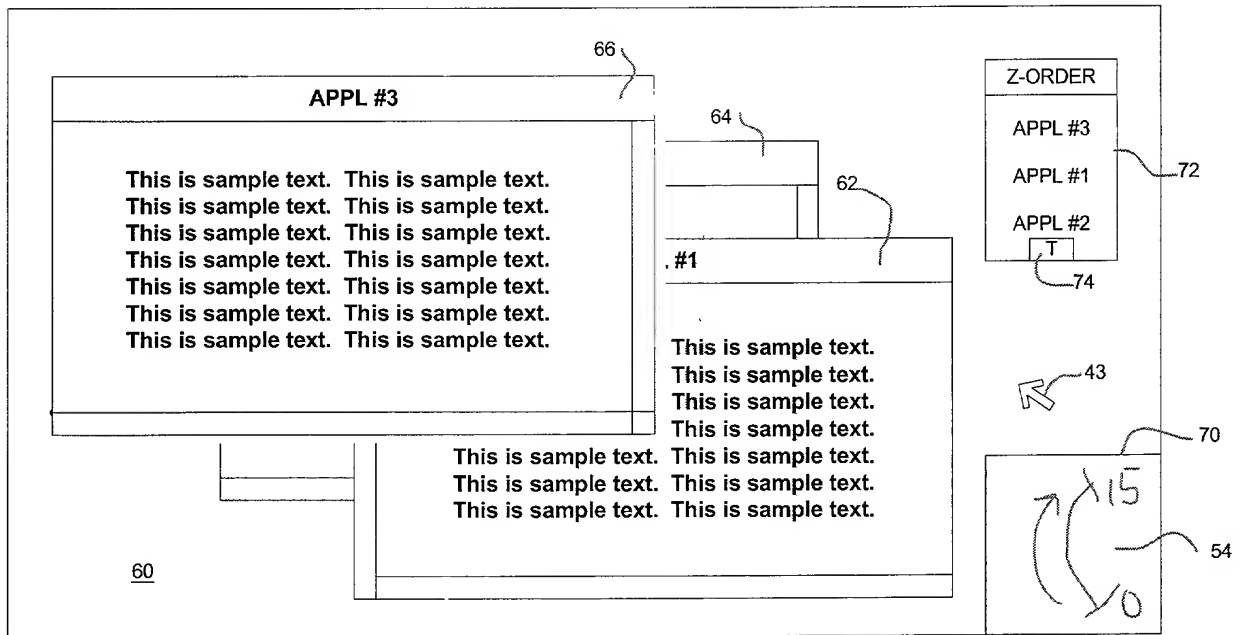 66
APPL #3
This is sample text. This is sample text.
This is sample text. This is sample text.
This is sample text. This is sample text.
This is sample text. This is sample text.
This is sample text. This is sample text.
This is sample text. This is sample text.
This is sample text. This is sample text.
64
62
. #1
This is sample text.
This is sample text.
This is sample text.
This is sample text.
This is sample text. This is sample text.
This is sample text. This is sample text.
This is sample text. This is sample text.
Z-ORDER
APPL #3
APPL #1
APPL #2
T
72
74
43
70
15
54
0
60